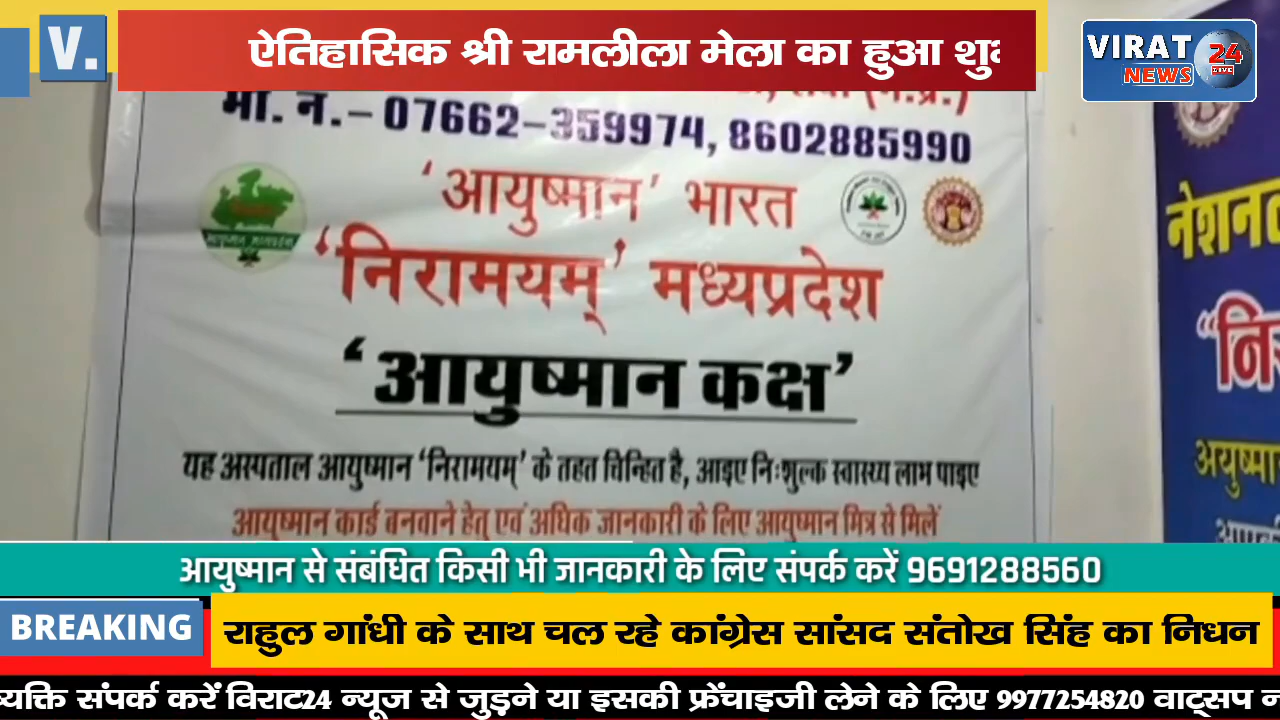 V.
ऐतिहासिक श्री रामलीला मेला का हुआ
VIRAT 24
NEWS LIVE
मो. न.- 07662-359974, 8602885990
'आयुष्मान' भारत
'निरामयम्' मध्यप्रदेश
'आयुष्मान कक्ष'
यह अस्पताल आयुष्मान 'निरामयम्' के तहत चिन्हित है, आइए निःशुल्क स्वास्थ्य लाभ पाइए
आयुष्मान कार्ड बनवाने हेतु एवं अधिक जानकारी के लिए आयुष्मान मित्र से मिलें
आयुष्मान से संबंधित किसी भी जानकारी के लिए संपर्क करें 9691288560
BREAKING राहुल गांधी के साथ चल रहे कांग्रेस सांसद संतोख सिंह का निधन
संपर्क करें विराट24 न्यूज से जुड़ने या इसकी फ्रेंचाइजी लेने के लिए 9977254820 वाट्सप